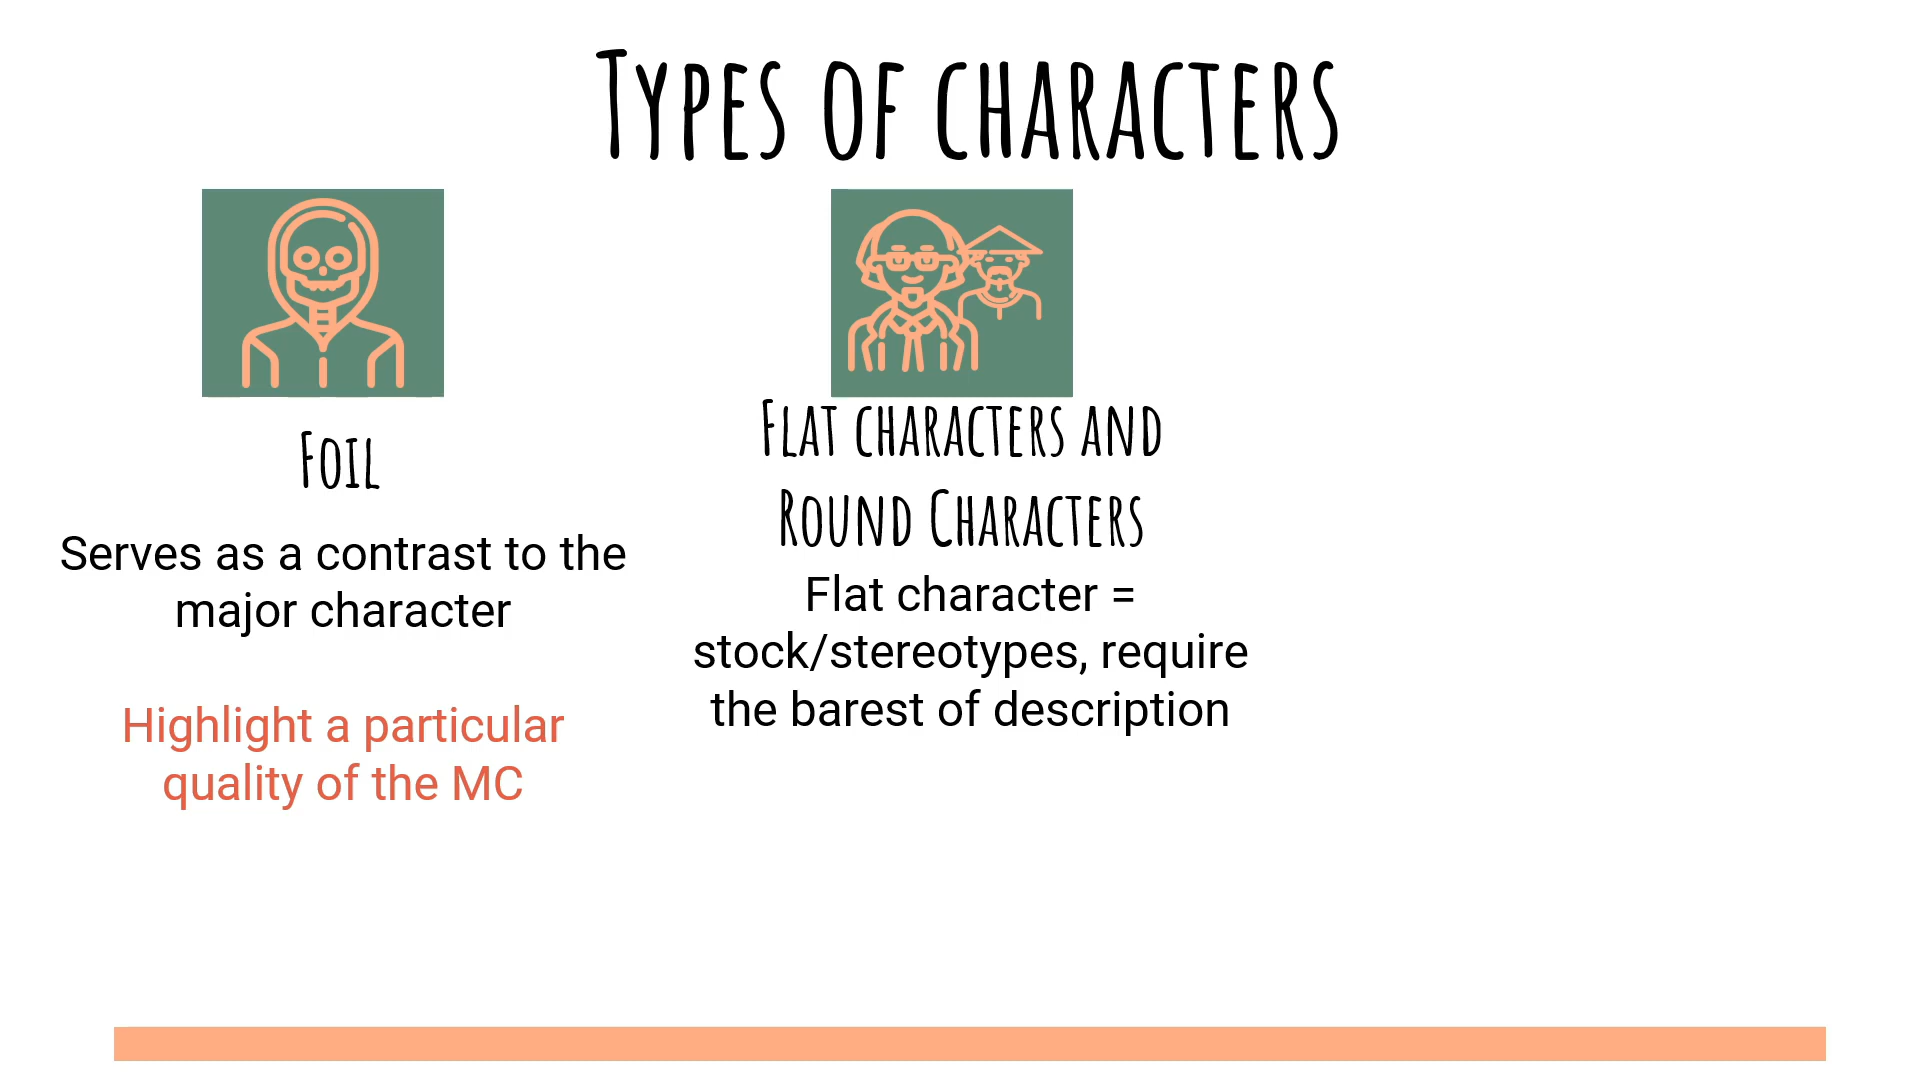 Types of characters
Foil
Serves as a contrast to the
major character
Highlight a particular
quality of the MC
Flat characters and
Round Characters
Flat character =
stock/stereotypes, require
the barest of description